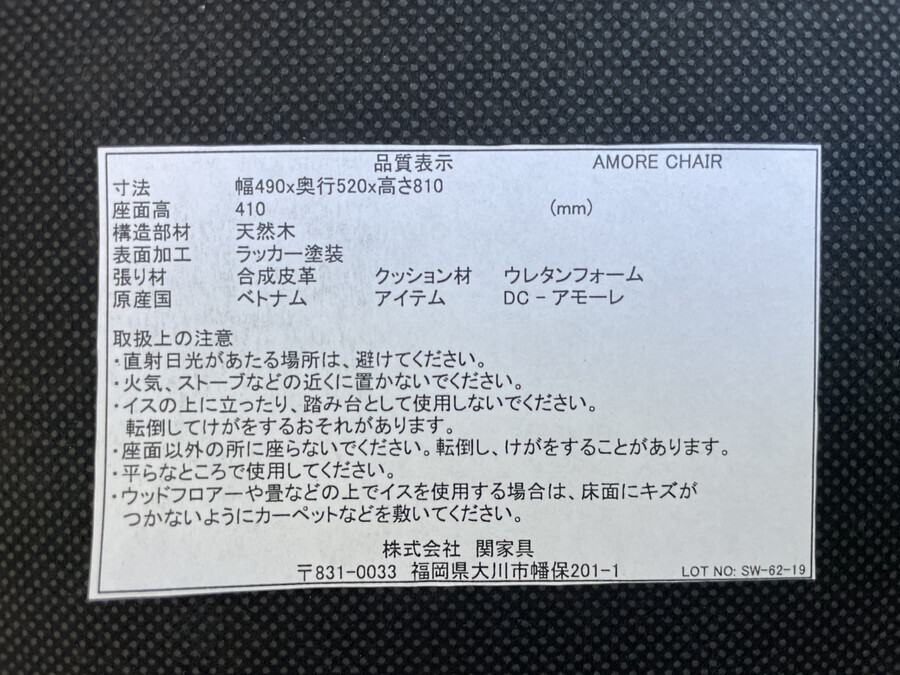 品質表示 AMORE CHAIR
寸法 幅490x奥行520x高さ810
座面高 410 (mm)
構造部材 天然木
表面加工 ラッカー塗装
張り材 合成皮革 クッション材 ウレタンフォーム
原産国 ベトナム アイテム DC - アモーレ
取扱上の注意
・直射日光があたる場所は、避けてください。
・火気、ストーブなどの近くに置かないでください。
・イスの上に立ったり、踏み台として使用しないでください。
転倒してけがをするおそれがあります。
・座面以外の所に座らないでください。転倒し、けがをすることがあります。
・平らなところで使用してください。
・ウッドフロアーや畳などの上でイスを使用する場合は、床面にキズが
つかないようにカーペットなどを敷いてください。
株式会社 関家具
〒831-0033 福岡県大川市幡保201-1 LOT NO: SW-62-19